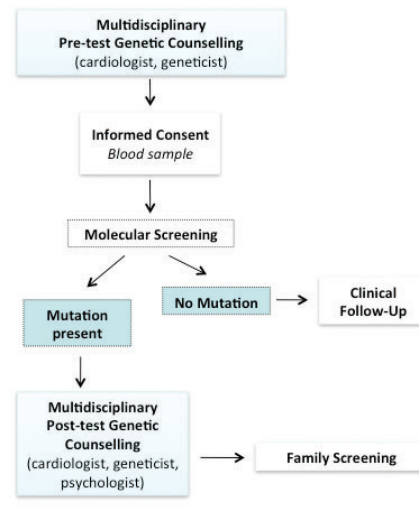 Multidisciplinary
Pre-test Genetic Counselling
(cardiologist, geneticist)
Informed Consent
Blood sample
Molecular Screening
Mutation
present
No Mutation
Clinical
Follow-Up
Multidisciplinary
Post-test Genetic
Counselling
(cardiologist, geneticist,
psychologist)
Family Screening